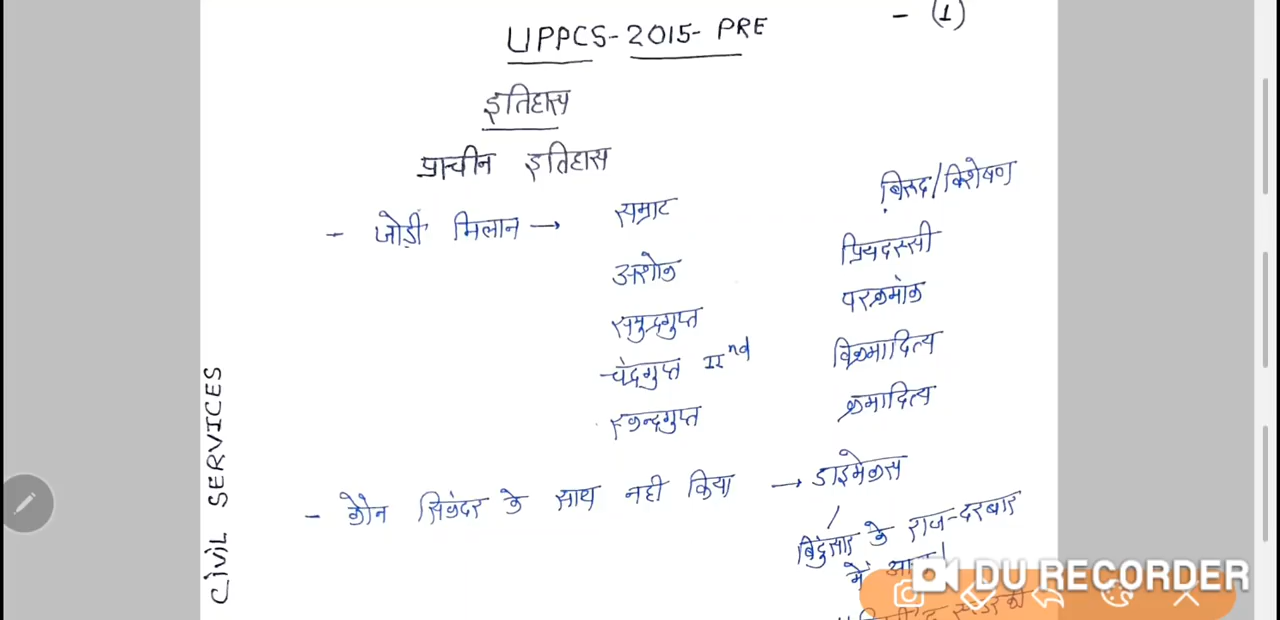 UPPCS-2015- PRE - (1)
इतिहास
प्राचीन इतिहास
- जोड़ी मिलान → सम्राट बिरुद/विशेषण
अशोक प्रियदस्सी
समुद्रगुप्त परक्रमांक
चंद्रगुप्त IInd विक्रमादित्य
स्कन्दगुप्त क्रमादित्य
- कौन सिकंदर के साथ नही किया → डाइमेकस
बिंदुसार के राज-दरबार
में
DU RECORDER
CIVIL SERVICES